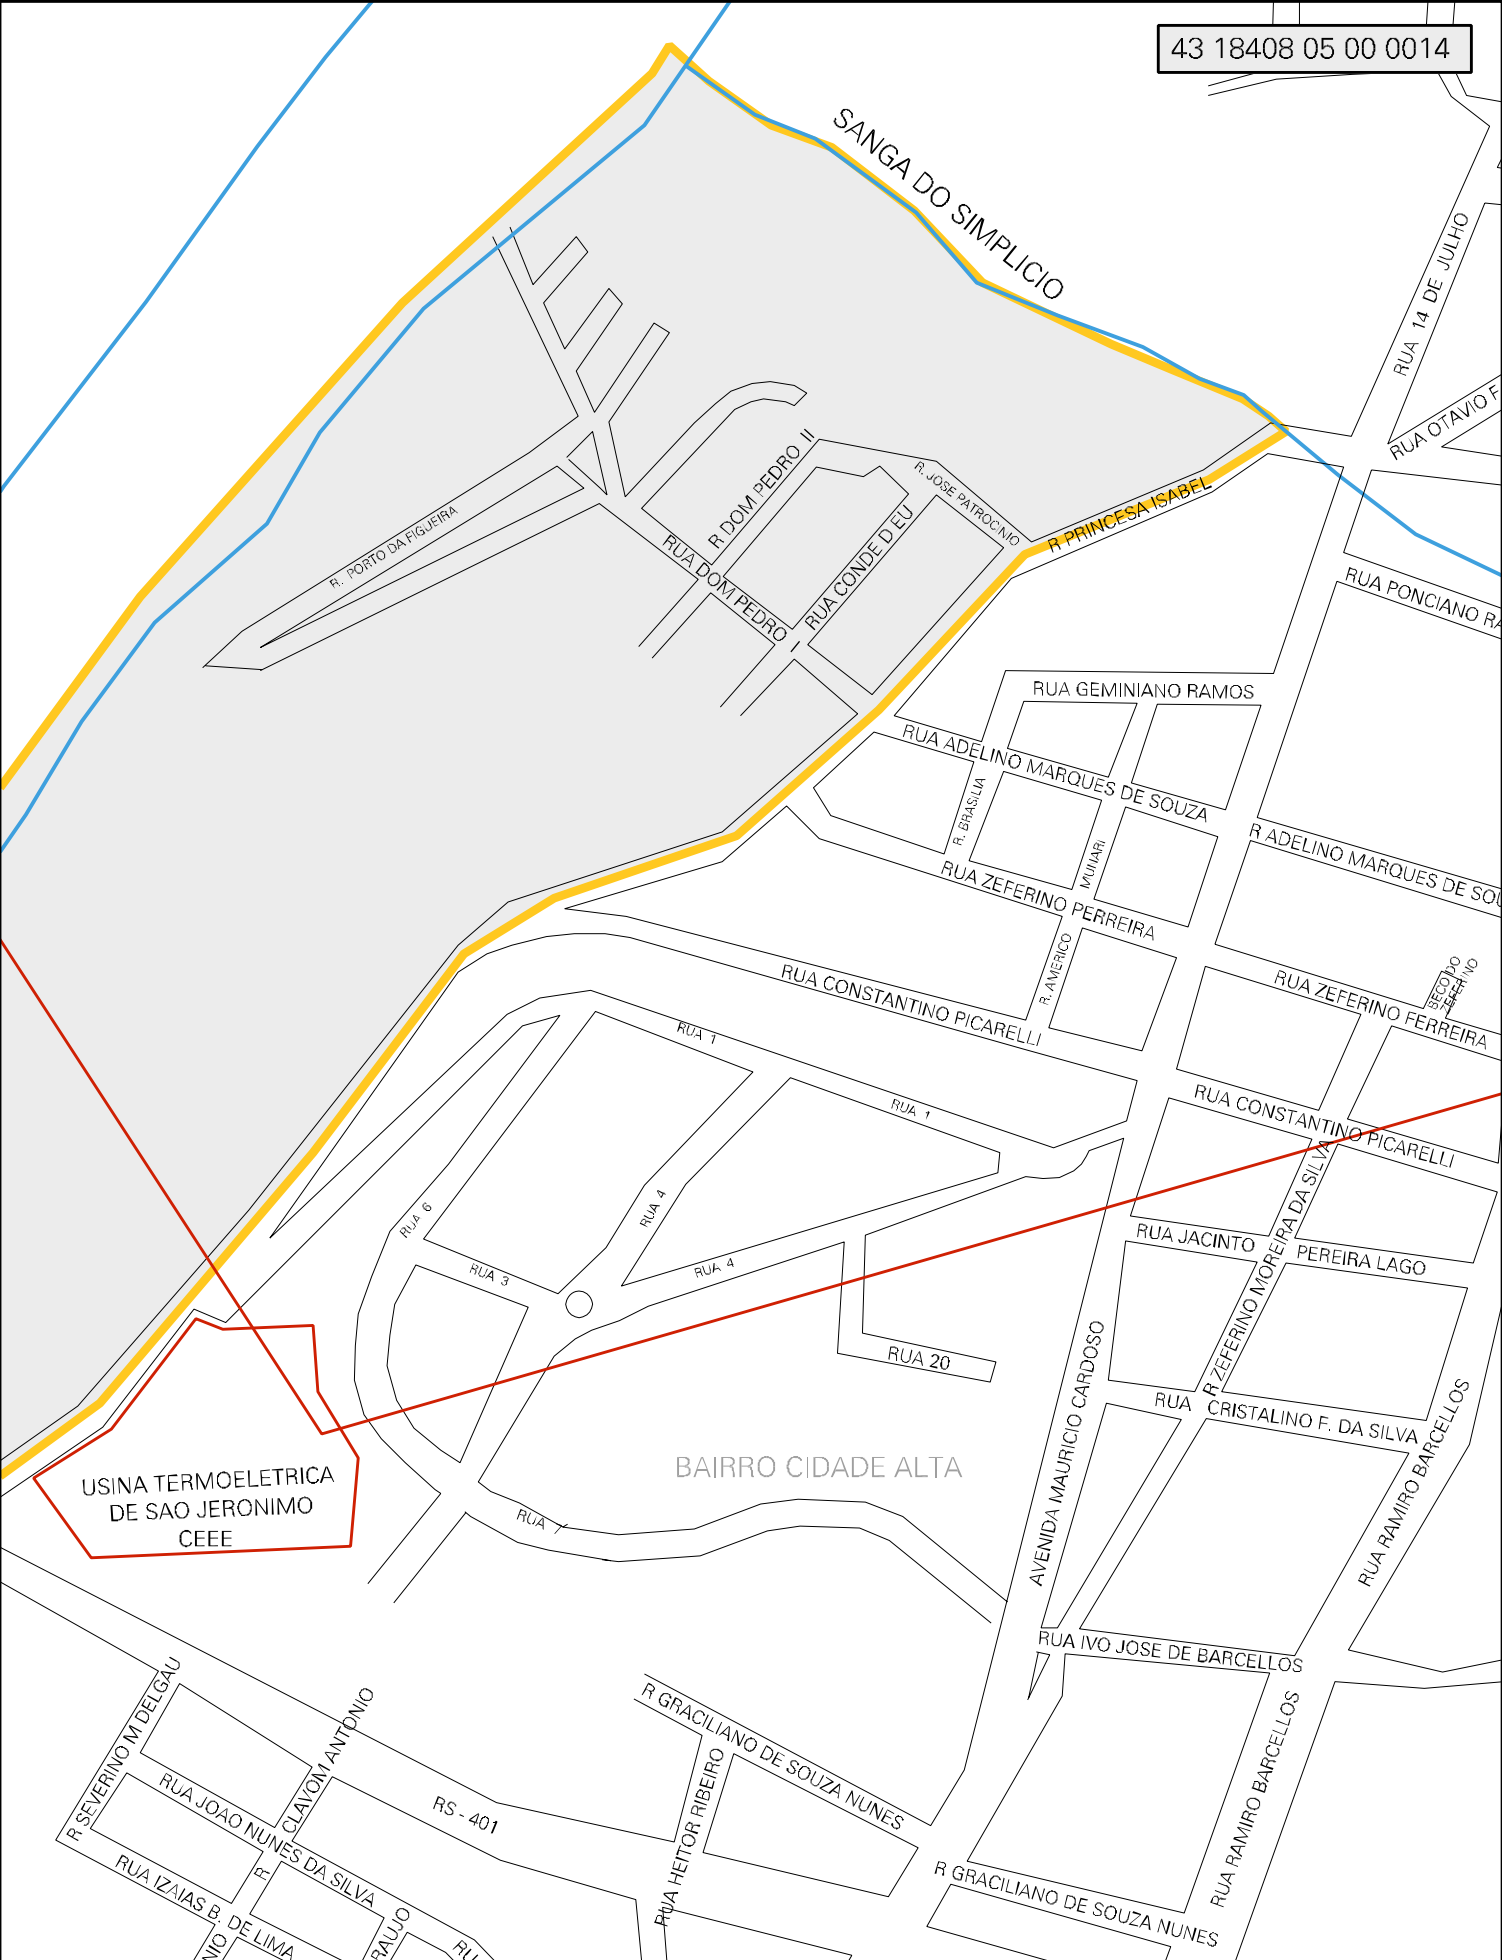 43 18408 05 00 0014
SANGA DO SIMPLICIO
RUA 14 DE JULHO
RUA OTAVIO F
R DOM PEDRO II
R. JOSE PATROCINIO
R PRINCESA ISABEL
R. PORTO DA FIGUEIRA
RUA DOM PEDRO I
RUA CONDE D EU
RUA PONCIANO RA
RUA GEMINIANO RAMOS
RUA ADELINO MARQUES DE SOUZA
R. BRASILIA
MUNARI
R ADELINO MARQUES DE SOU
RUA ZEFERINO PERREIRA
R. AMERICO
BECO DO
ZEFERINO
RUA ZEFERINO FERREIRA
RUA CONSTANTINO PICARELLI
RUA 1
RUA 1
RUA CONSTANTINO PICARELLI
RUA 6
RUA 4
RUA 3
RUA 4
RUA JACINTO PEREIRA LAGO
R ZEFERINO MOREIRA DA SILVA
RUA 20
AVENIDA MAURICIO CARDOSO
RUA CRISTALINO F. DA SILVA
RUA RAMIRO BARCELLOS
BAIRRO CIDADE ALTA
USINA TERMOELETRICA
DE SAO JERONIMO
CEEE
RUA 7
RUA IVO JOSE DE BARCELLOS
R SEVERINO M DELGAU
R CLAVOM ANTONIO
R GRACILIANO DE SOUZA NUNES
RUA HEITOR RIBEIRO
RUA RAMIRO BARCELLOS
RUA JOAO NUNES DA SILVA
RS - 401
RUA IZAIAS B. DE LIMA
R GRACILIANO DE SOUZA NUNES
NIO
RAUJO
RU